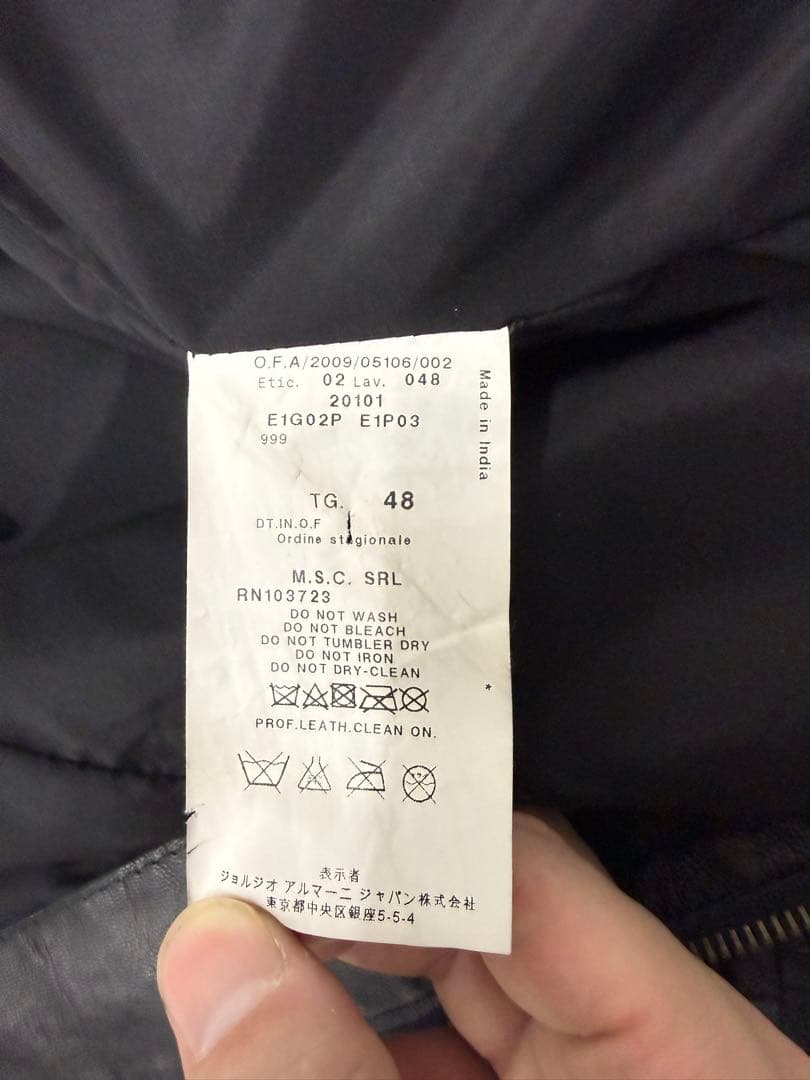 O.F.A/2009/05106/002
Etic. 02 Lav. 048
20101
E1G02P E1P03
999
Made in India
TG. 48
DT.IN.O.F
Ordine stagionale
M.S.C. SRL
RN103723
DO NOT WASH
DO NOT BLEACH
DO NOT TUMBLER DRY
DO NOT IRON
DO NOT DRY-CLEAN
*
PROF.LEATH.CLEAN ON.
表示者
ジョルジオ アルマーニ ジャパン株式会社
東京都中央区銀座5-5-4